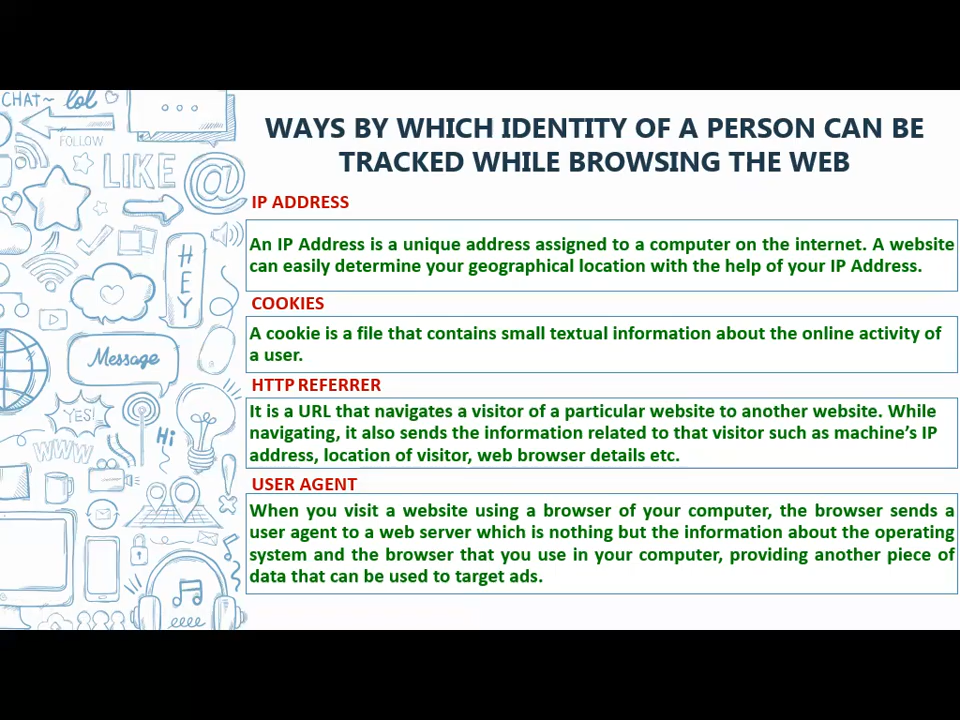 CHAT~ lol
FOLLOW
LIKE @
HEY
Message
YES!
Hi
WWW
WAYS BY WHICH IDENTITY OF A PERSON CAN BE
TRACKED WHILE BROWSING THE WEB
IP ADDRESS
An IP Address is a unique address assigned to a computer on the internet. A website
can easily determine your geographical location with the help of your IP Address.
COOKIES
A cookie is a file that contains small textual information about the online activity of
a user.
HTTP REFERRER
It is a URL that navigates a visitor of a particular website to another website. While
navigating, it also sends the information related to that visitor such as machine’s IP
address, location of visitor, web browser details etc.
USER AGENT
When you visit a website using a browser of your computer, the browser sends a
user agent to a web server which is nothing but the information about the operating
system and the browser that you use in your computer, providing another piece of
data that can be used to target ads.